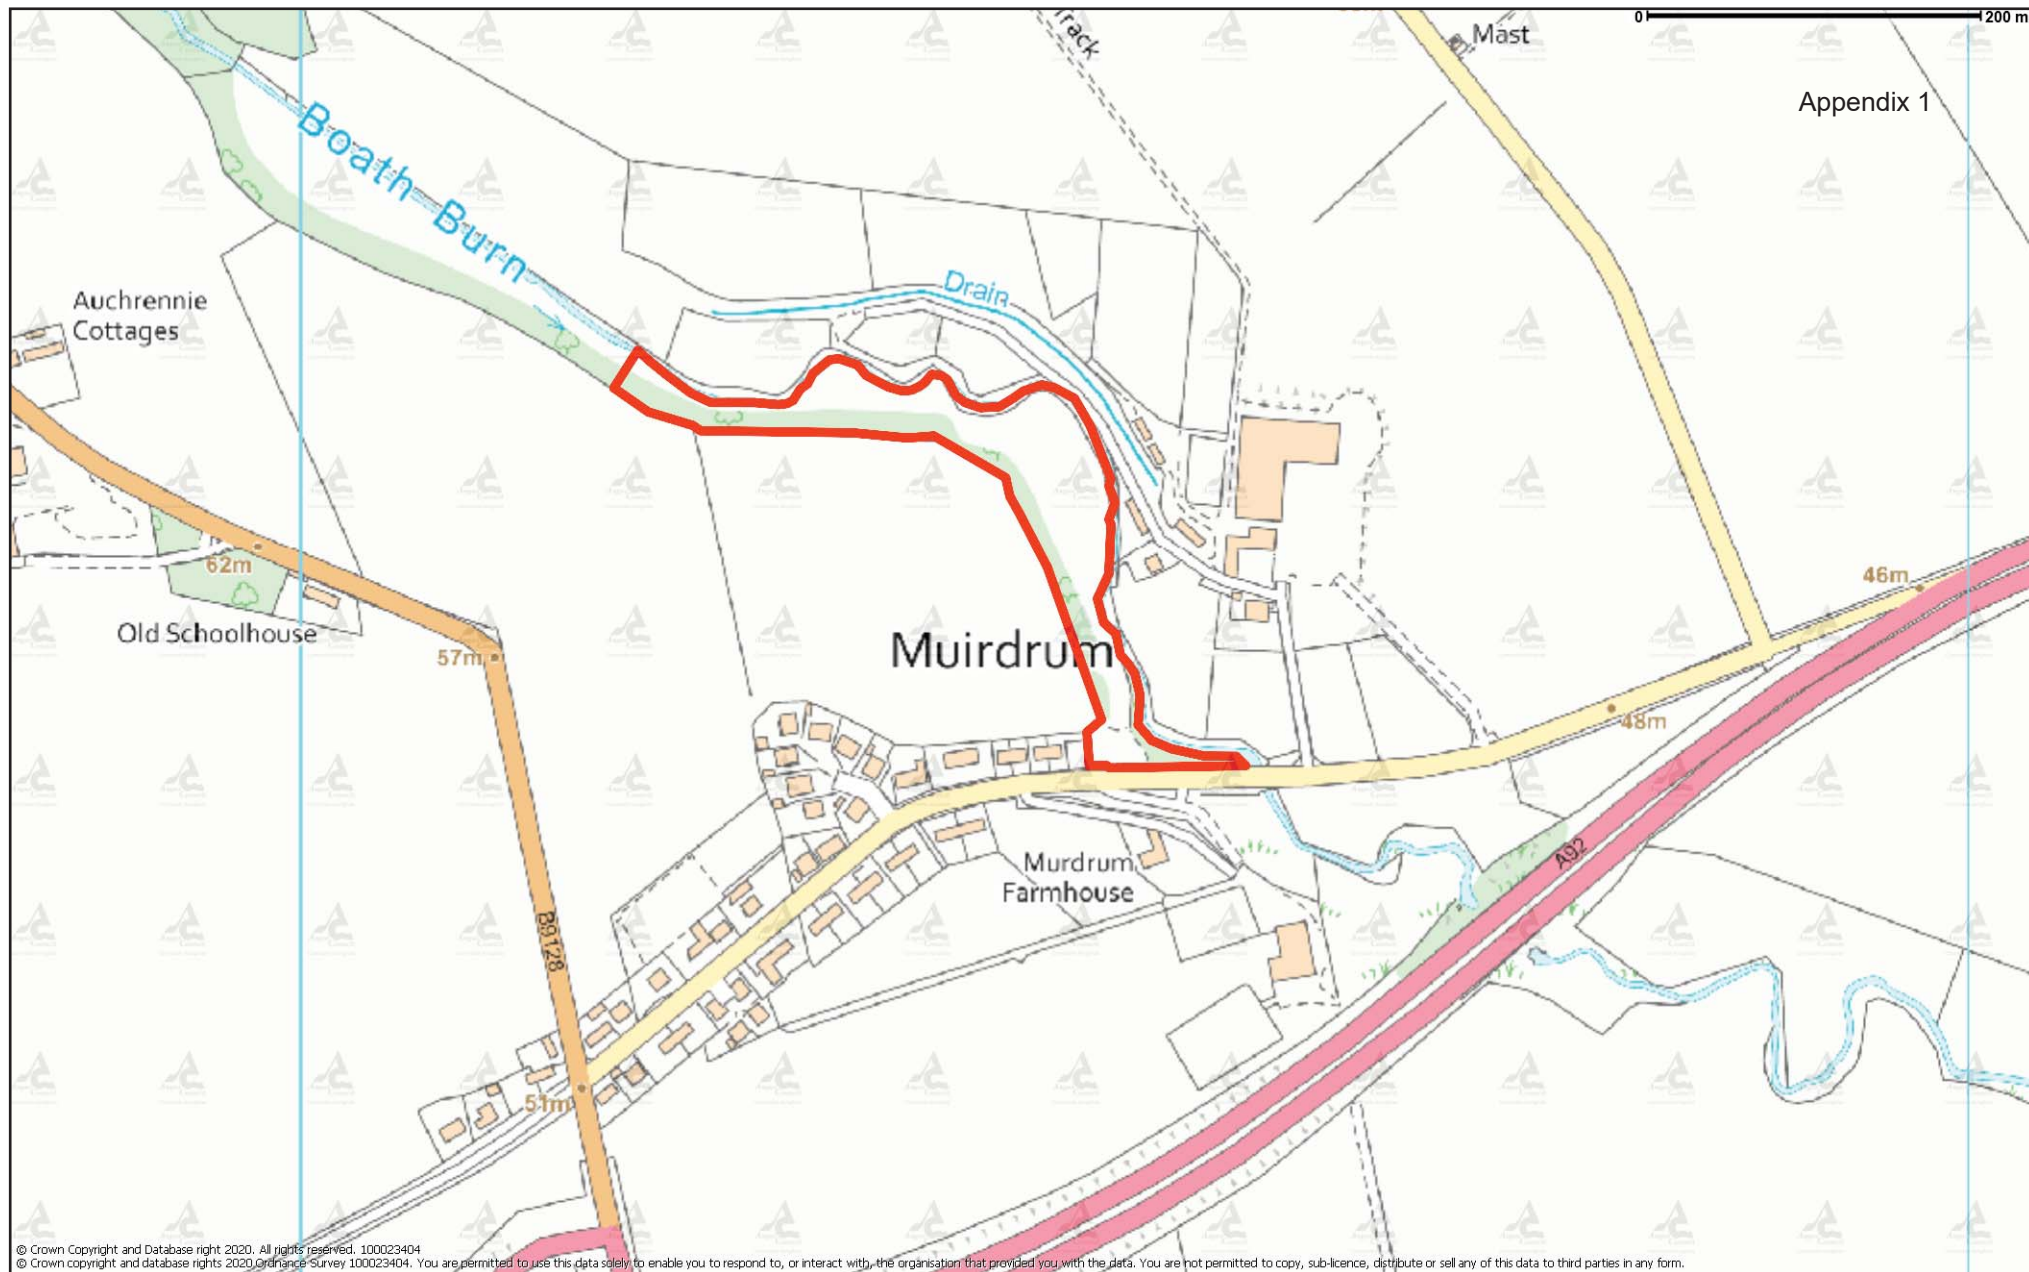 0
200 m
Track
Mast
Appendix 1
Boath Burn
Drain
Auchrennie
Cottages
62m
46m
Old Schoolhouse
57m
Muirdrum
48m
Murdrum
Farmhouse
A92
B9128
51m
© Crown Copyright and Database right 2020. All rights reserved. 100023404
© Crown copyright and database rights 2020 Ordnance Survey 100023404. You are permitted to use this data solely to enable you to respond to, or interact with, the organisation that provided you with the data. You are not permitted to copy, sub-licence, distribute or sell any of this data to third parties in any form.